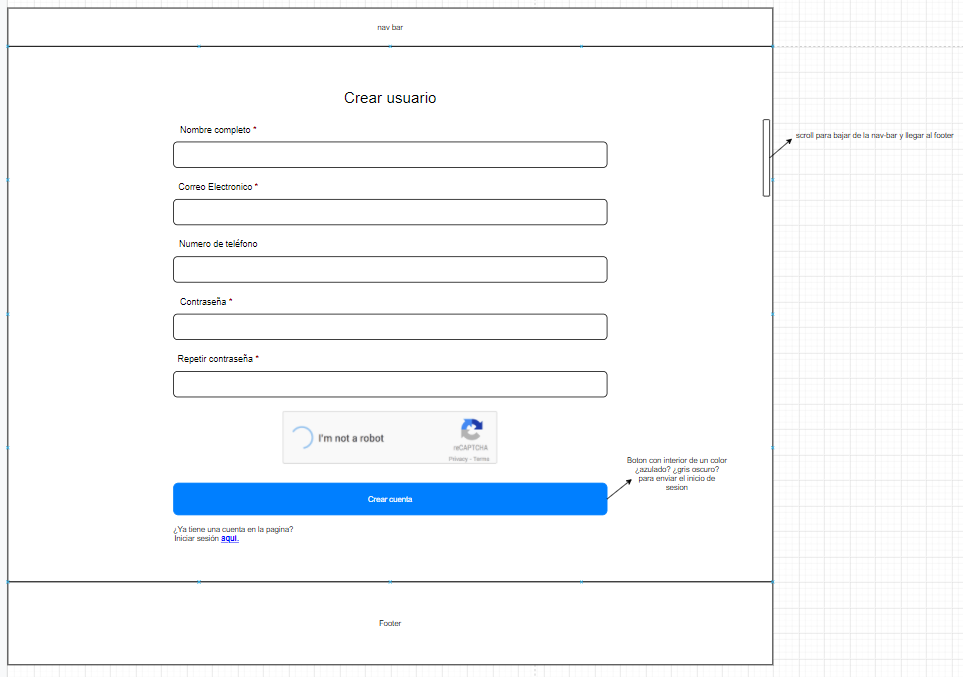 nav bar
Crear usuario
Nombre completo *
scroll para bajar de la nav-bar y llegar al footer
Correo Electronico *
Numero de teléfono
Contraseña *
Repetir contraseña *
I'm not a robot
reCAPTCHA
Privacy - Terms
Boton con interior de un color
¿azulado? ¿gris oscuro?
para enviar el inicio de
sesion
Crear cuenta
¿Ya tiene una cuenta en la pagina?
Iniciar sesión aqui.
Footer